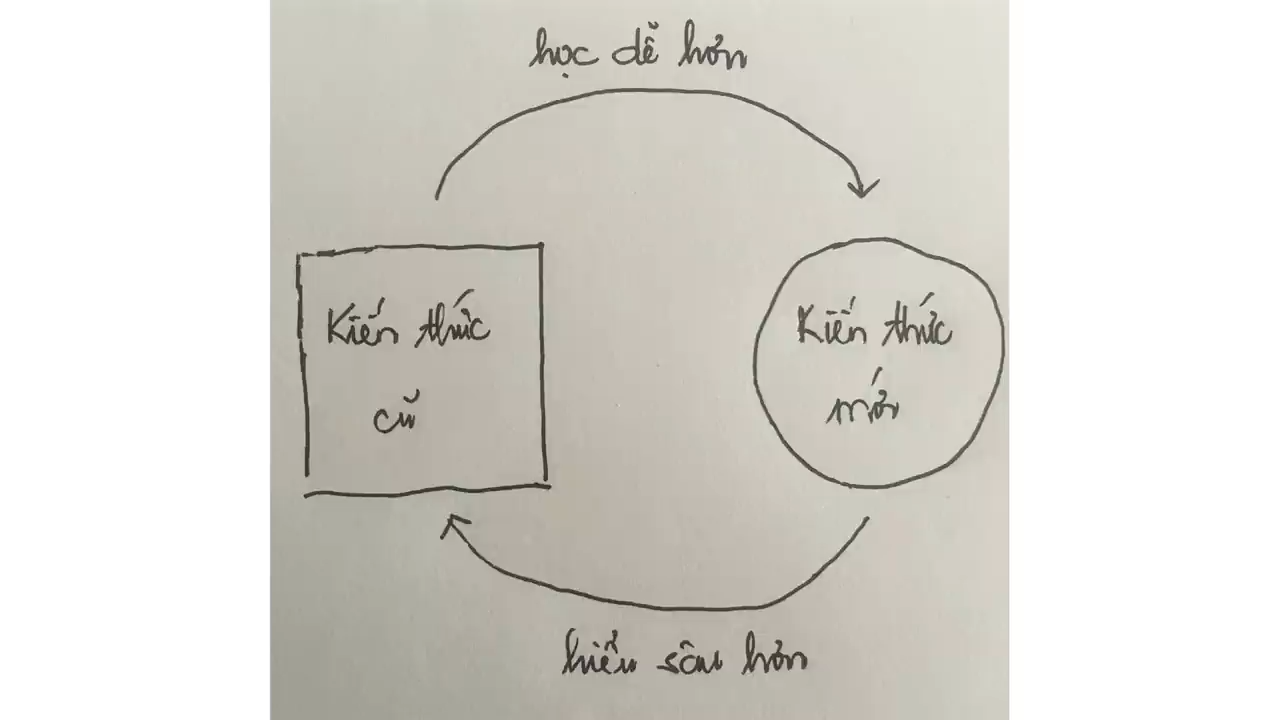 học dễ hơn
Kiến thức
cũ
Kiến thức
mới
hiểu sâu hơn